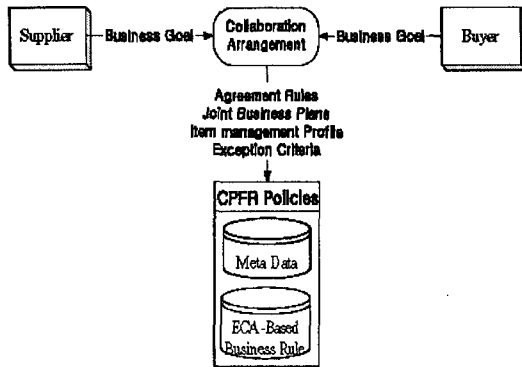 Supplier
Business Goal
Collaboration
Arrangement
Business Goal
Buyer
Agreement Rules
Joint Business Plans
Item management Profile
Exception Criteria
CPFR Policies
Meta Data
ECA-Based
Business Rule